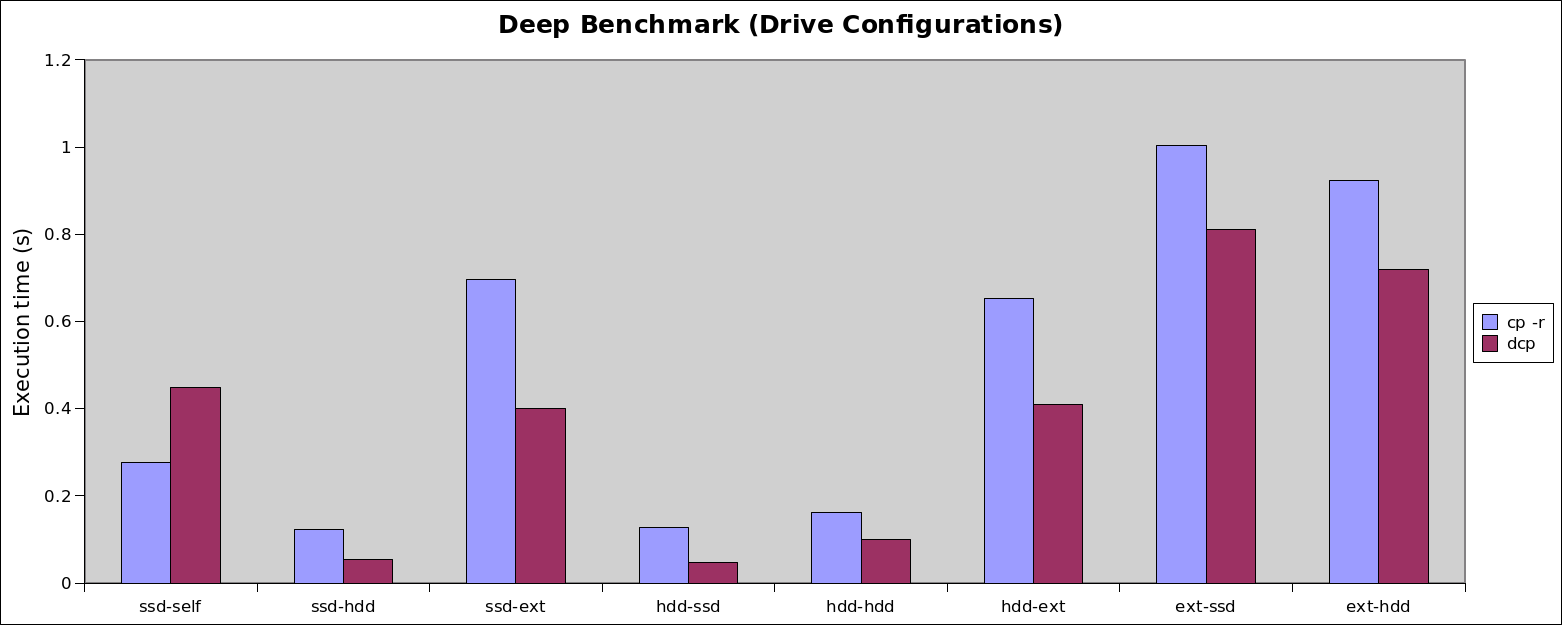 Deep Benchmark (Drive Configurations)
Execution time (s)
1.2
1
0.8
0.6
0.4
0.2
0
ssd-self ssd-hdd ssd-ext hdd-ssd hdd-hdd hdd-ext ext-ssd ext-hdd
cp -r
dcp